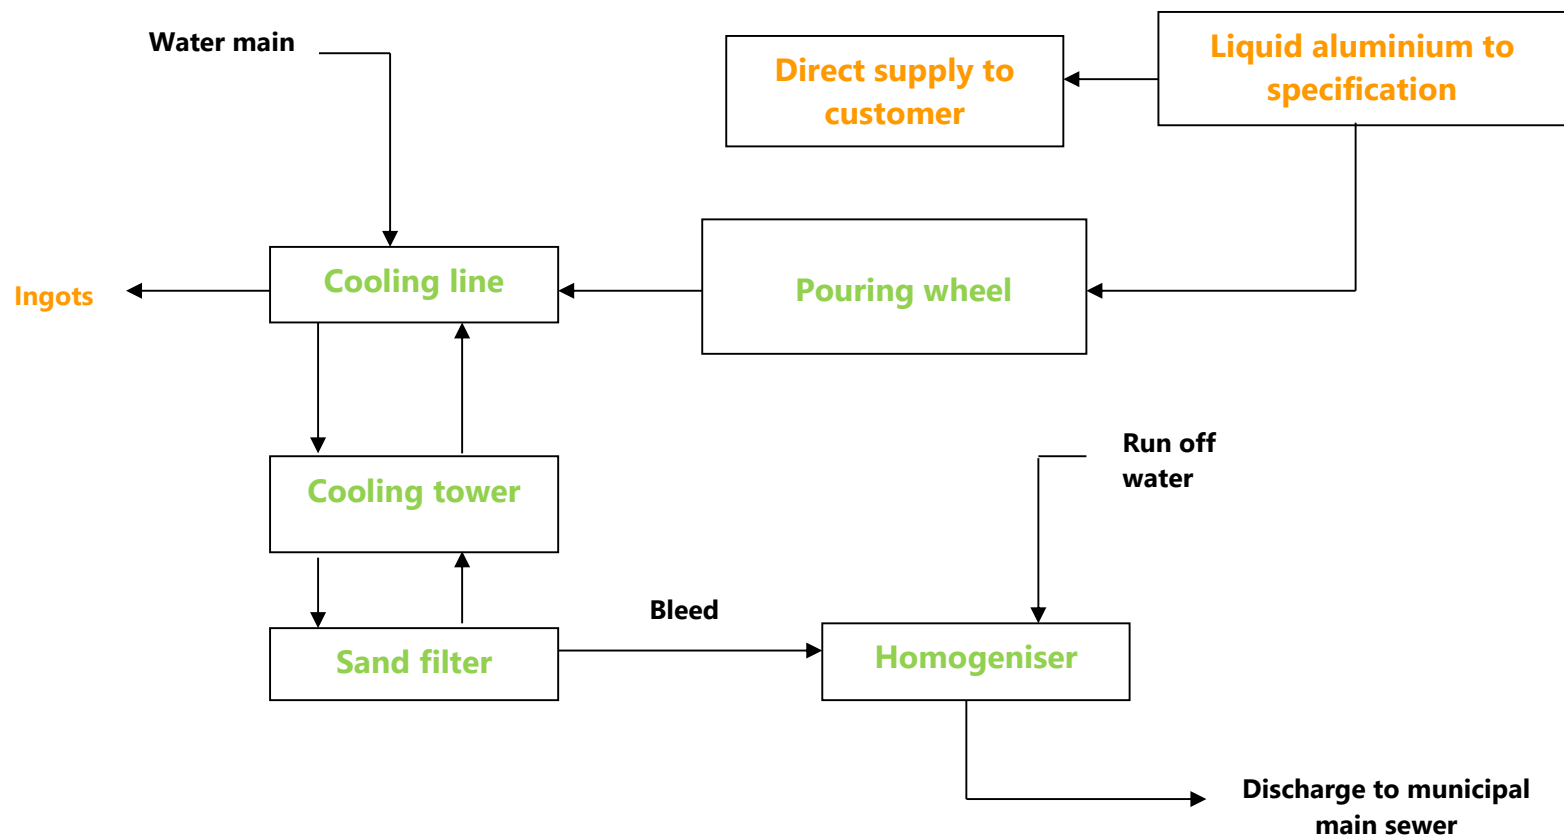 Water main
Direct supply to
customer
Liquid aluminium to
specification
Ingots
Cooling line
Pouring wheel
Cooling tower
Run off
water
Bleed
Sand filter
Homogeniser
Discharge to municipal
main sewer